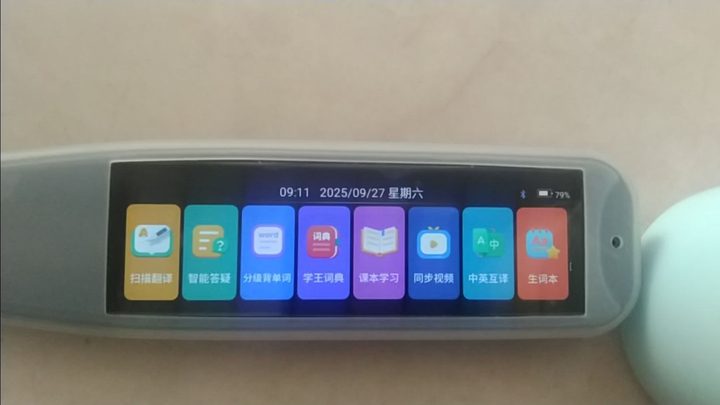 09:11 2025/09/27 星期六 79%
A word 词典 A 中 Aa
扫描翻译 智能答疑 分级背单词 学王词典 课本学习 同步视频 中英互译 生词本